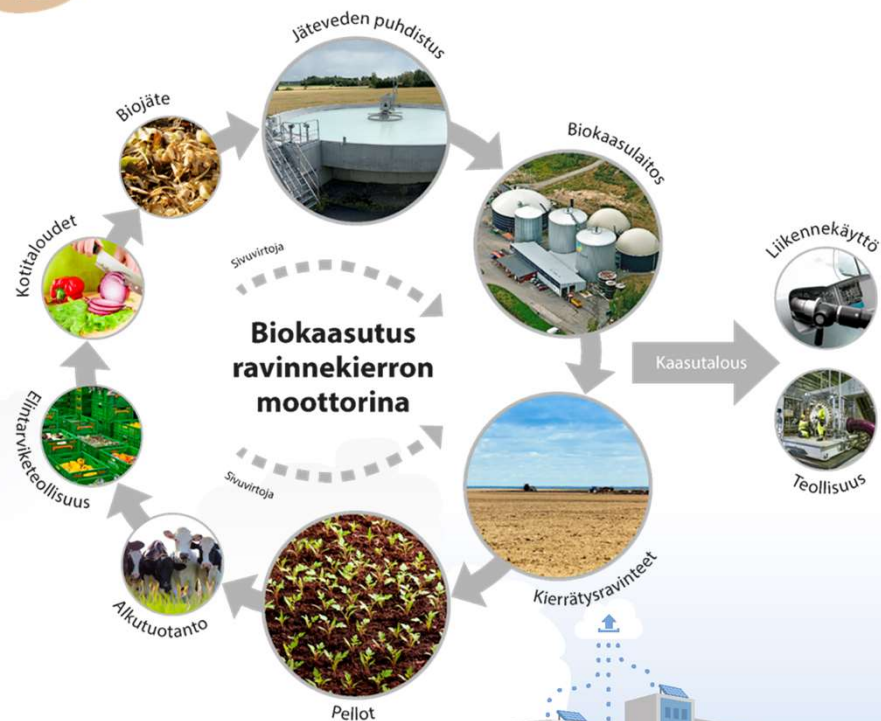 Jäteveden puhdistus
Biojäte
Biokaasulaitos
Kotitaloudet
Sivuvirtoja
Liikennekäyttö
Biokaasutus
ravinnekierron
moottorina
Kaasutalous
Elintarviketeollisuus
Sivuvirtoja
Teollisuus
Kierrätysravinteet
Alkutuotanto
Pellot